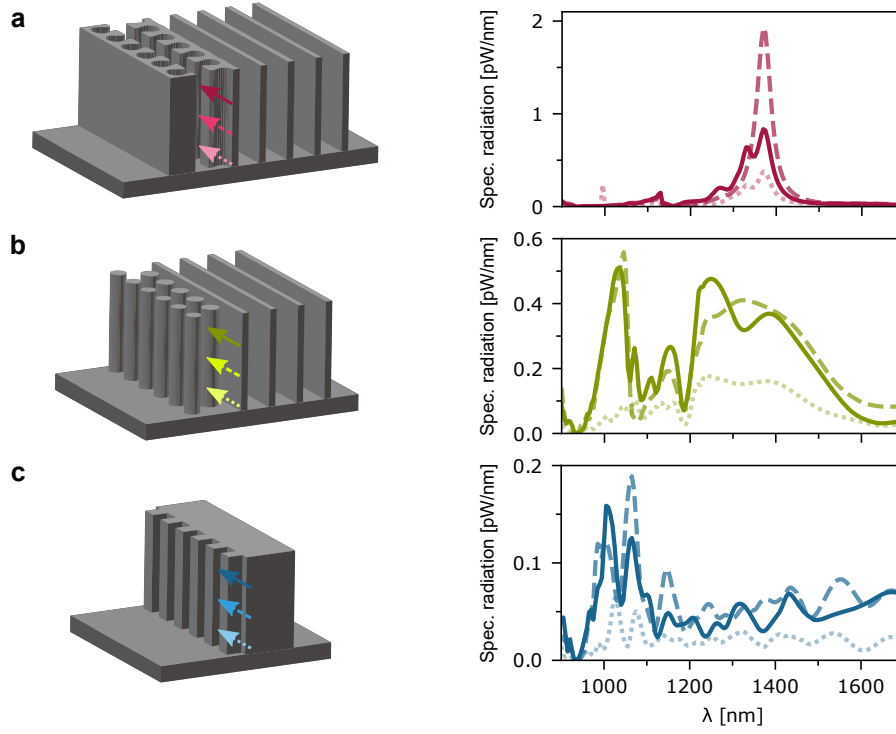 a
Spec. radiation [pW/nm]
2
1
0
b
Spec. radiation [pW/nm]
0.6
0.4
0.2
0.0
c
Spec. radiation [pW/nm]
0.2
0.1
0.0
1000 1200 1400 1600
λ [nm]